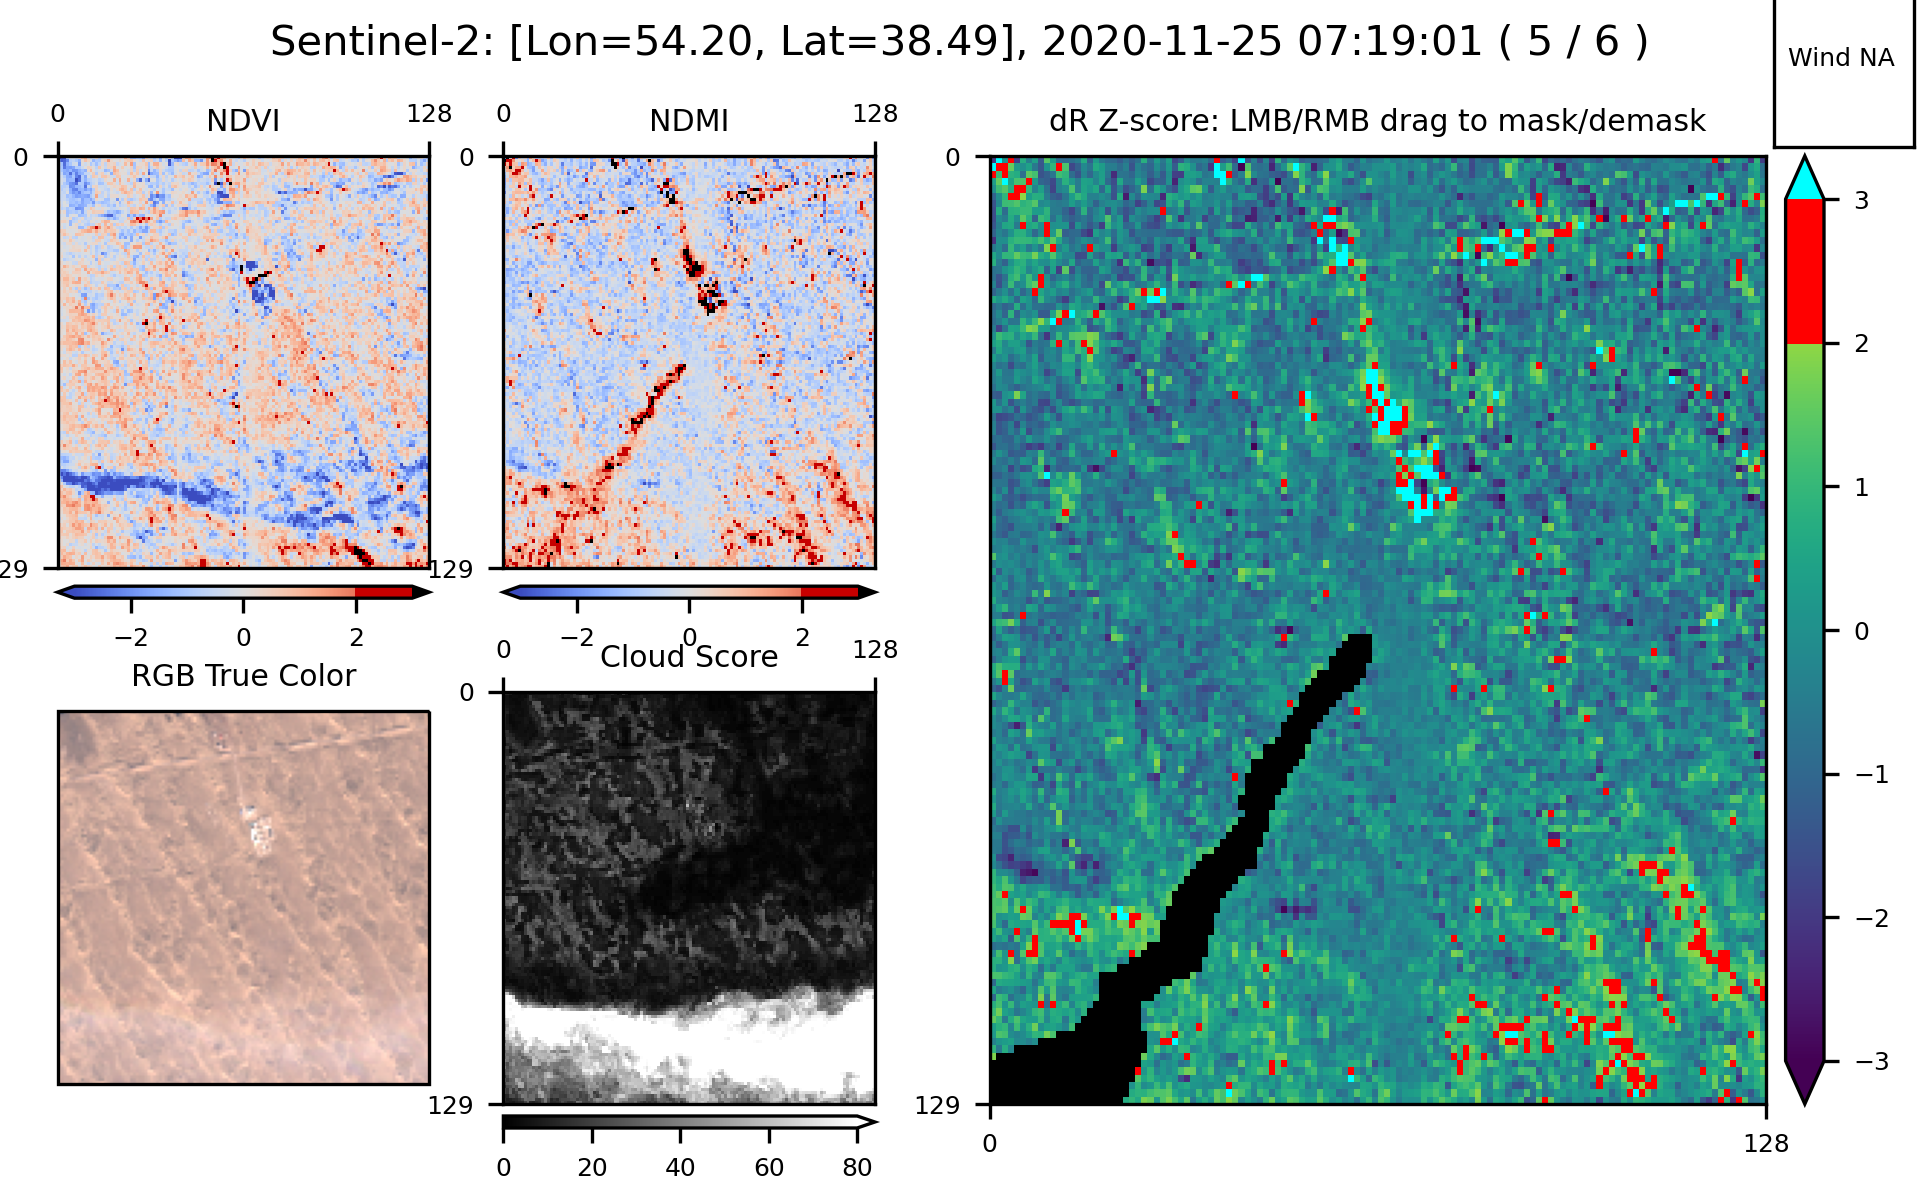 Sentinel-2: [Lon=54.20, Lat=38.49], 2020-11-25 07:19:01 ( 5 / 6 )
Wind NA
0 NDVI 128
0
29
−2 0 2
0 NDMI 128
0
129
−2 0 2
RGB True Color
0 Cloud Score 128
0
129
0 20 40 60 80
dR Z-score: LMB/RMB drag to mask/demask
0
129
0 128
3
2
1
0
−1
−2
−3